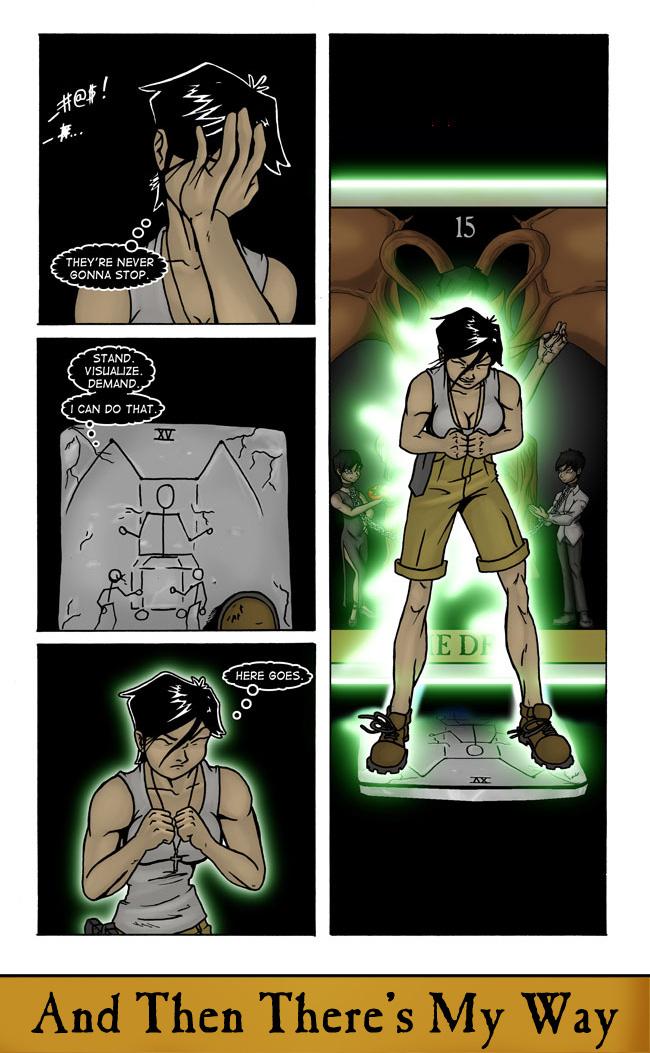 #@$!
#...
THEY'RE NEVER
GONNA STOP.
STAND.
VISUALIZE.
DEMAND.
I CAN DO THAT.
XV
HERE GOES.
15
HE DE
XV
And Then There's My Way